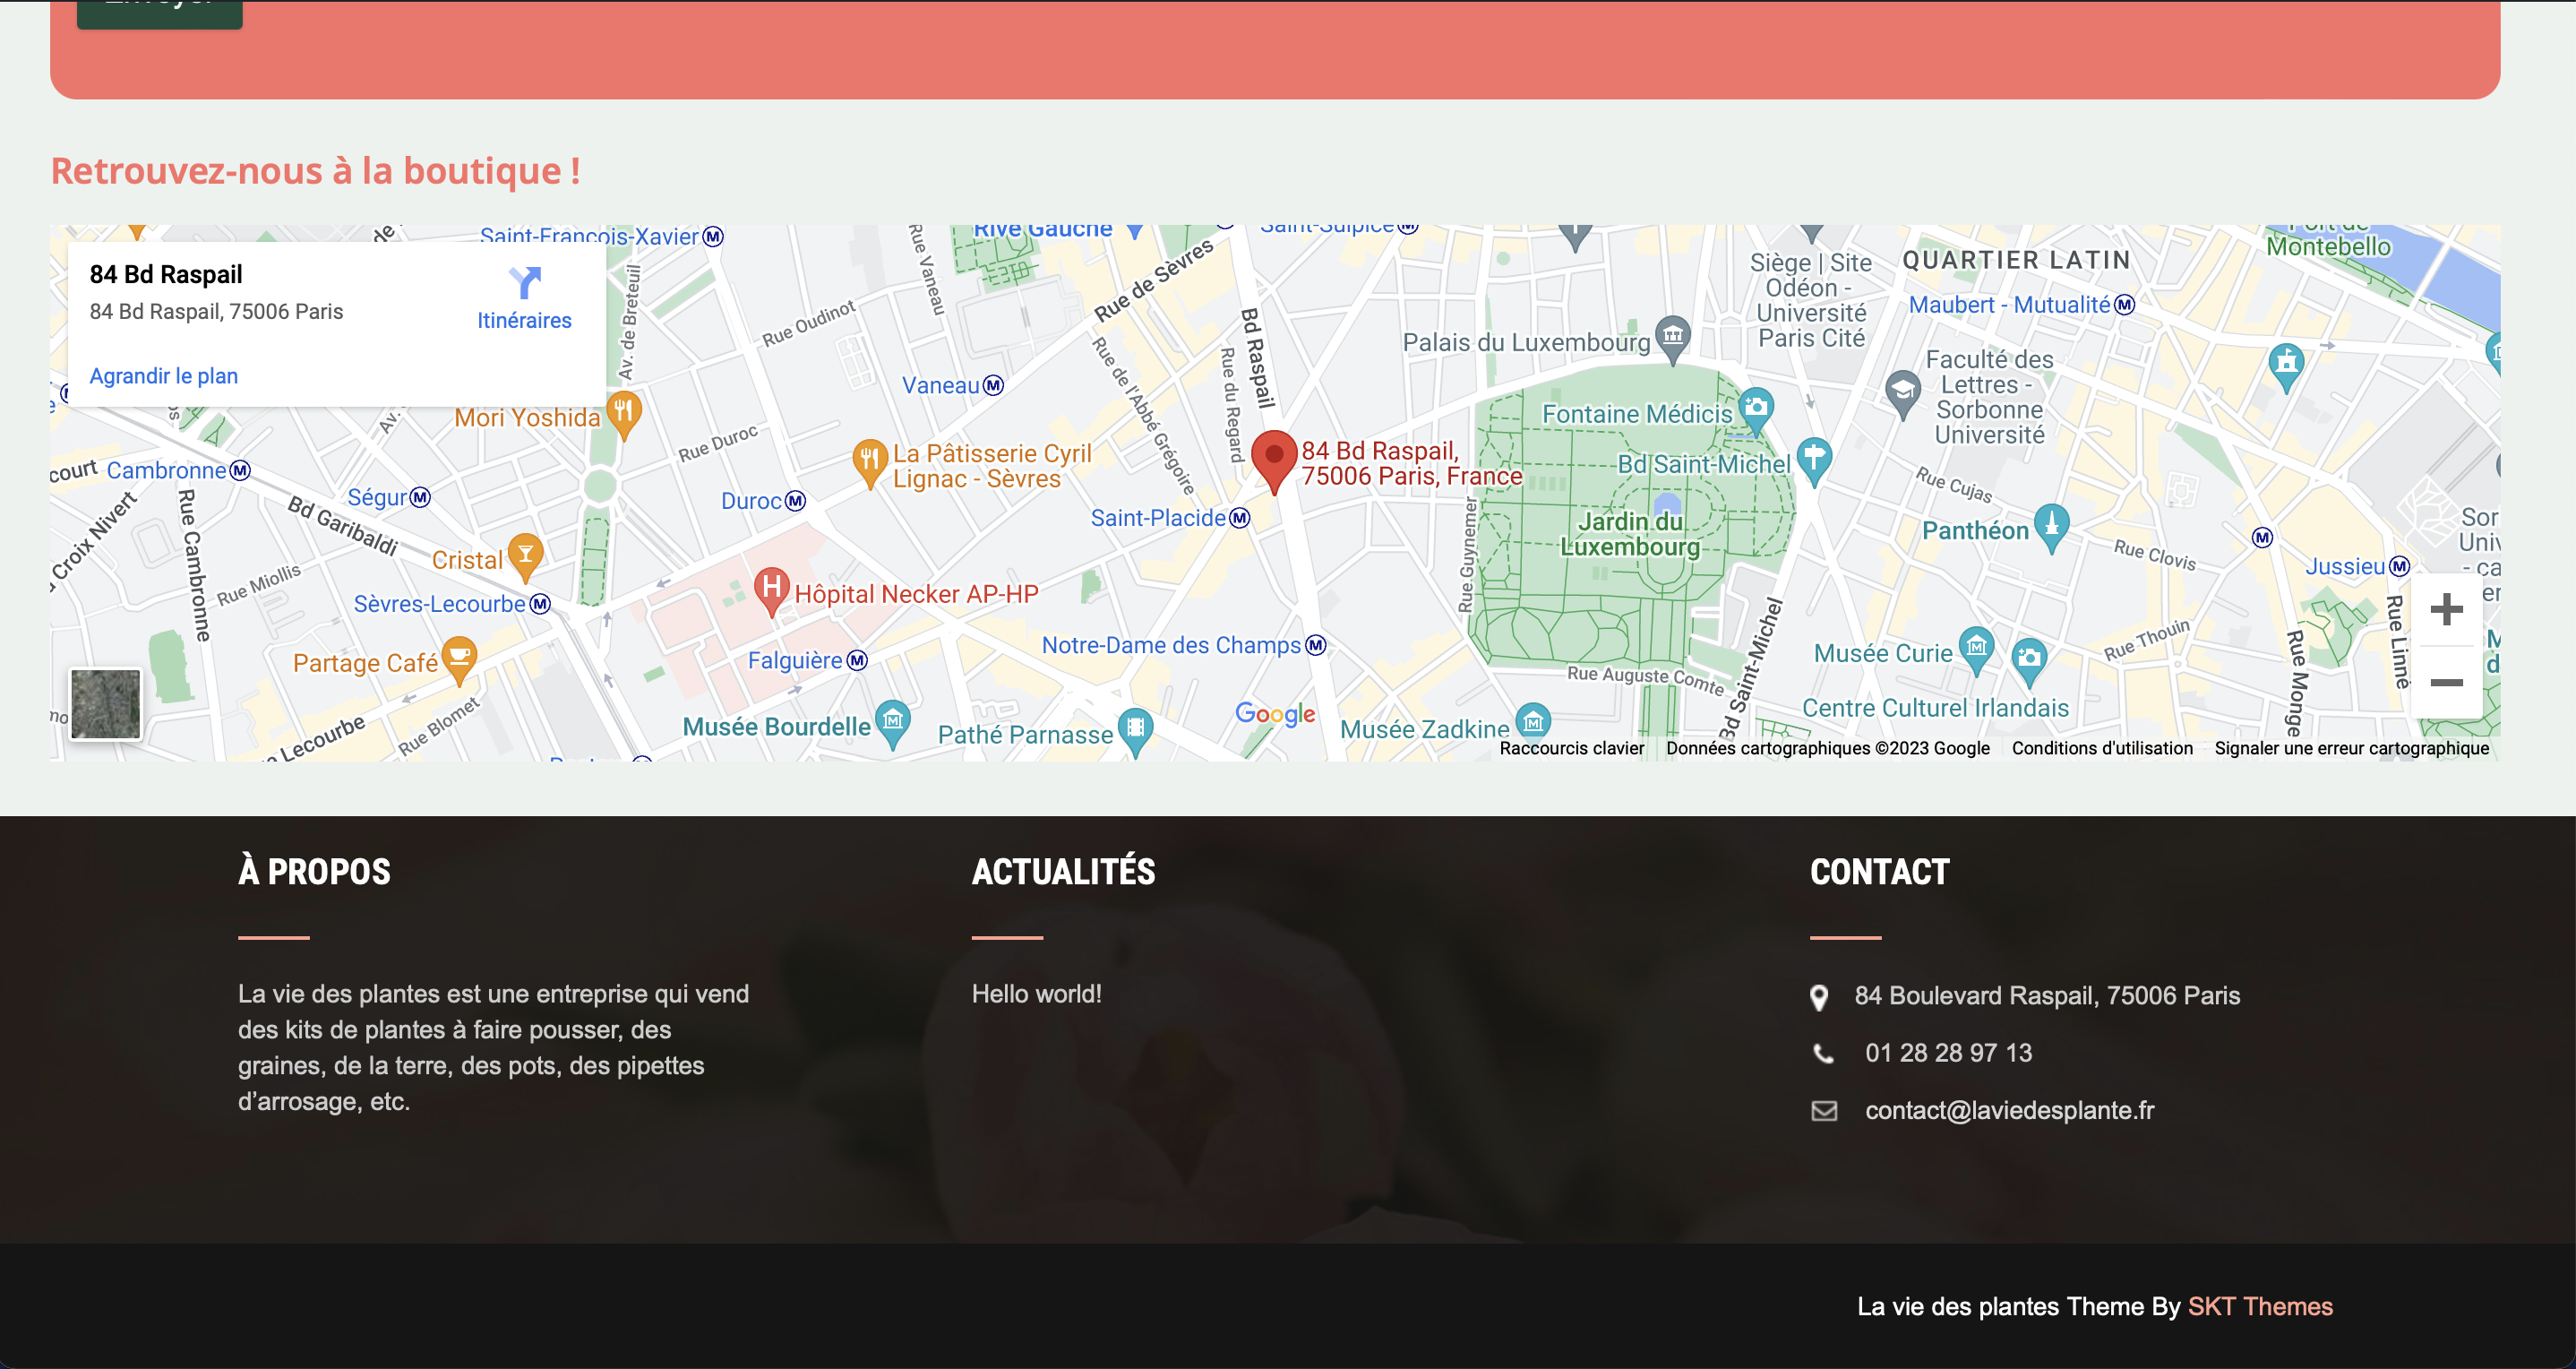 Envoyer
Retrouvez-nous à la boutique !
84 Bd Raspail
84 Bd Raspail, 75006 Paris
Itinéraires
Agrandir le plan
Saint-François-Xavier
de
Av. de Breteuil
Rue Vaneau
Rive Gauche
Rue de Sèvres
Saint-Sulpice
Siège | Site
Odéon -
Université
Paris Cité
QUARTIER LATIN
Port de
Montebello
Maubert - Mutualité
Rue Oudinot
Bd Raspail
Rue du Regard
Rue de l'Abbé Grégoire
Palais du Luxembourg
Faculté des
Lettres -
Sorbonne
Université
Vaneau
Mori Yoshida
Av.
Rue Duroc
La Pâtisserie Cyril
Lignac - Sèvres
84 Bd Raspail,
75006 Paris, France
Fontaine Médicis
Bd Saint-Michel
Rue Cujas
court
Cambronne
Croix Nivert
Rue Cambronne
Bd Garibaldi
Ségur
Duroc
Saint-Placide
Jardin du
Luxembourg
Rue Guynemer
Panthéon
Rue Clovis
Jussieu
Sor
Univ
- ca
er
Cristal
Rue Miollis
Sèvres-Lecourbe
Hôpital Necker AP-HP
Notre-Dame des Champs
Falguière
Partage Café
Rue Blomet
Lecourbe
no
Musée Bourdelle
Pathé Parnasse
Google
Musée Zadkine
Rue Auguste Comte
Bd Saint-Michel
Musée Curie
Centre Culturel Irlandais
Rue Thouin
Rue Monge
Rue Linné
M
d
Raccourcis clavier Données cartographiques ©2023 Google Conditions d'utilisation Signaler une erreur cartographique
À PROPOS
La vie des plantes est une entreprise qui vend
des kits de plantes à faire pousser, des
graines, de la terre, des pots, des pipettes
d’arrosage, etc.
ACTUALITÉS
Hello world!
CONTACT
84 Boulevard Raspail, 75006 Paris
01 28 28 97 13
contact@laviedesplante.fr
La vie des plantes Theme By SKT Themes